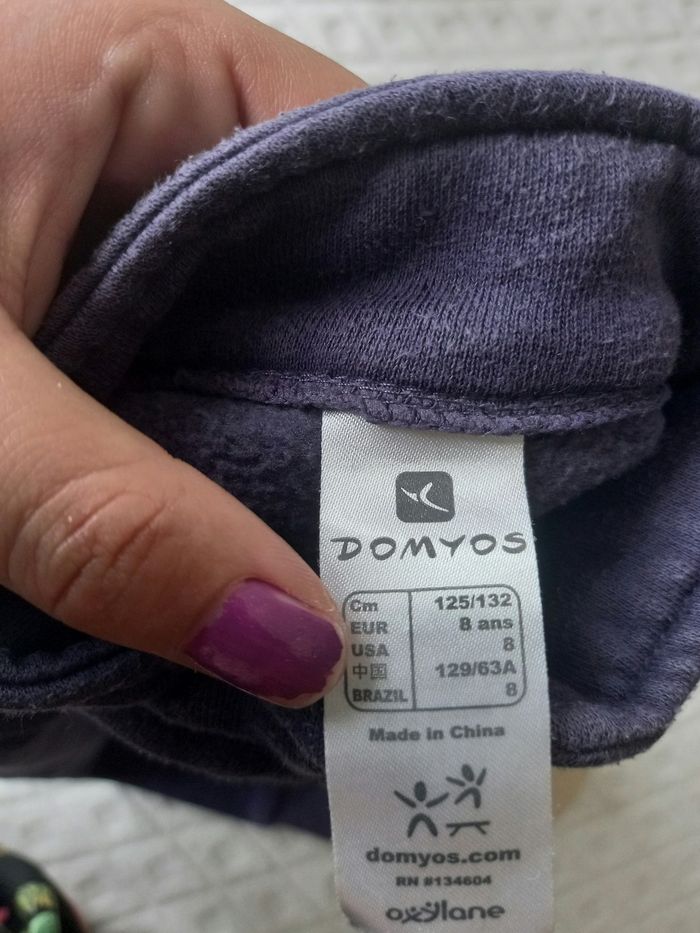 DOMYOS
Cm 125/132
EUR 8 ans
USA 8
中国 129/63A
BRAZIL 8
Made in China
domyos.com
RN #134604
oxylane